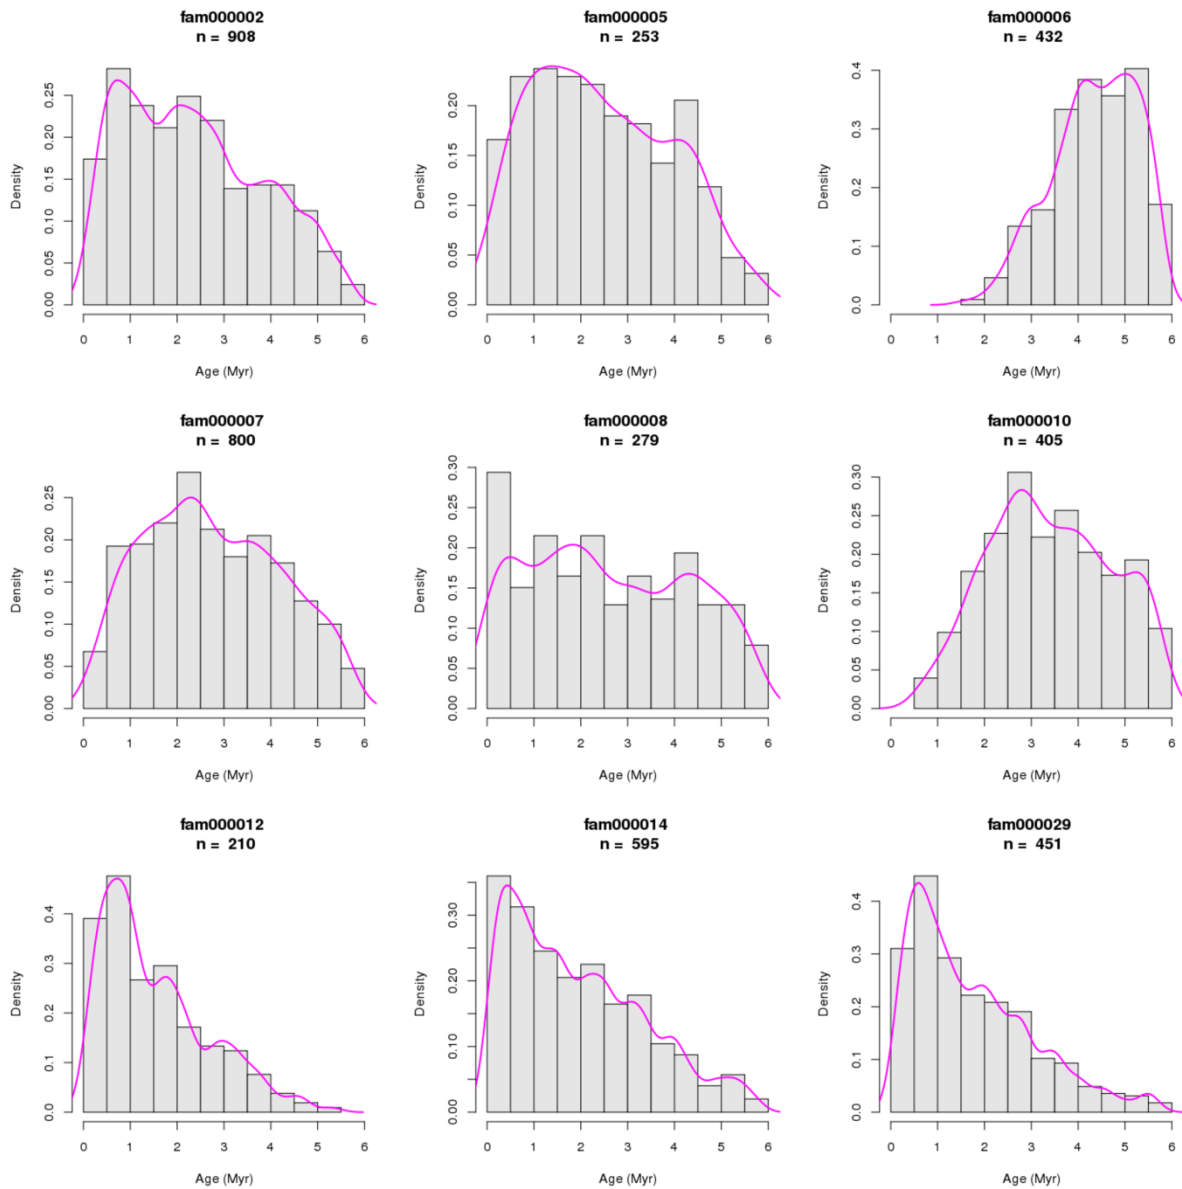 fam000002
n = 908
0.00 0.05 0.10 0.15 0.20 0.25
Density
0 1 2 3 4 5 6
Age (Myr)
fam000005
n = 253
0.00 0.05 0.10 0.15 0.20
Density
0 1 2 3 4 5 6
Age (Myr)
fam000006
n = 432
0.0 0.1 0.2 0.3 0.4
Density
0 1 2 3 4 5 6
Age (Myr)
fam000007
n = 800
0.00 0.05 0.10 0.15 0.20 0.25
Density
0 1 2 3 4 5 6
Age (Myr)
fam000008
n = 279
0.00 0.05 0.10 0.15 0.20 0.25 0.30
Density
0 1 2 3 4 5 6
Age (Myr)
fam000010
n = 405
0.00 0.05 0.10 0.15 0.20 0.25 0.30
Density
0 1 2 3 4 5 6
Age (Myr)
fam000012
n = 210
0.0 0.1 0.2 0.3 0.4
Density
0 1 2 3 4 5 6
Age (Myr)
fam000014
n = 595
0.00 0.10 0.20 0.30
Density
0 1 2 3 4 5 6
Age (Myr)
fam000029
n = 451
0.0 0.1 0.2 0.3 0.4
Density
0 1 2 3 4 5 6
Age (Myr)